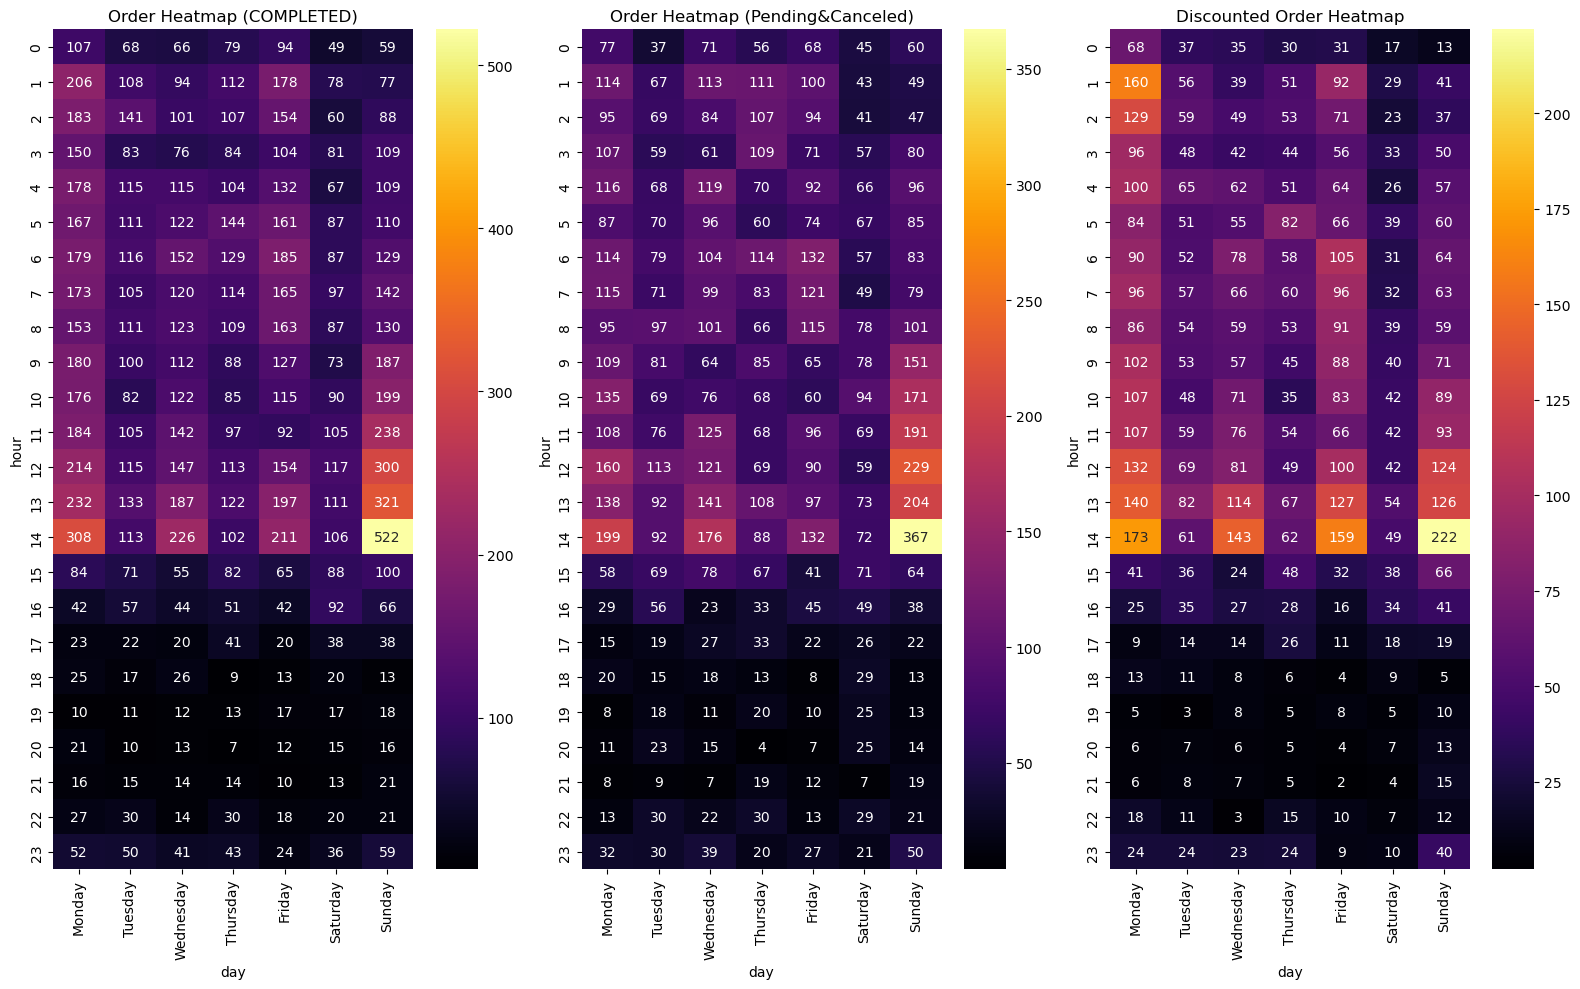 Order Heatmap (COMPLETED)
0 107 68 66 79 94 49 59
1 206 108 94 112 178 78 77
2 183 141 101 107 154 60 88
3 150 83 76 84 104 81 109
4 178 115 115 104 132 67 109
5 167 111 122 144 161 87 110
6 179 116 152 129 185 87 129
7 173 105 120 114 165 97 142
8 153 111 123 109 163 87 130
9 180 100 112 88 127 73 187
10 176 82 122 85 115 90 199
11 184 105 142 97 92 105 238
12 214 115 147 113 154 117 300
13 232 133 187 122 197 111 321
14 308 113 226 102 211 106 522
15 84 71 55 82 65 88 100
16 42 57 44 51 42 92 66
17 23 22 20 41 20 38 38
18 25 17 26 9 13 20 13
19 10 11 12 13 17 17 18
20 21 10 13 7 12 15 16
21 16 15 14 14 10 13 21
22 27 30 14 30 18 20 21
23 52 50 41 43 24 36 59
hour
Monday Tuesday Wednesday Thursday Friday Saturday Sunday
day
500
400
300
200
100
Order Heatmap (Pending&Canceled)
0 77 37 71 56 68 45 60
1 114 67 113 111 100 43 49
2 95 69 84 107 94 41 47
3 107 59 61 109 71 57 80
4 116 68 119 70 92 66 96
5 87 70 96 60 74 67 85
6 114 79 104 114 132 57 83
7 115 71 99 83 121 49 79
8 95 97 101 66 115 78 101
9 109 81 64 85 65 78 151
10 135 69 76 68 60 94 171
11 108 76 125 68 96 69 191
12 160 113 121 69 90 59 229
13 138 92 141 108 97 73 204
14 199 92 176 88 132 72 367
15 58 69 78 67 41 71 64
16 29 56 23 33 45 49 38
17 15 19 27 33 22 26 22
18 20 15 18 13 8 29 13
19 8 18 11 20 10 25 13
20 11 23 15 4 7 25 14
21 8 9 7 19 12 7 19
22 13 30 22 30 13 29 21
23 32 30 39 20 27 21 50
hour
Monday Tuesday Wednesday Thursday Friday Saturday Sunday
day
350
300
250
200
150
100
50
Discounted Order Heatmap
0 68 37 35 30 31 17 13
1 160 56 39 51 92 29 41
2 129 59 49 53 71 23 37
3 96 48 42 44 56 33 50
4 100 65 62 51 64 26 57
5 84 51 55 82 66 39 60
6 90 52 78 58 105 31 64
7 96 57 66 60 96 32 63
8 86 54 59 53 91 39 59
9 102 53 57 45 88 40 71
10 107 48 71 35 83 42 89
11 107 59 76 54 66 42 93
12 132 69 81 49 100 42 124
13 140 82 114 67 127 54 126
14 173 61 143 62 159 49 222
15 41 36 24 48 32 38 66
16 25 35 27 28 16 34 41
17 9 14 14 26 11 18 19
18 13 11 8 6 4 9 5
19 5 3 8 5 8 5 10
20 6 7 6 5 4 7 13
21 6 8 7 5 2 4 15
22 18 11 3 15 10 7 12
23 24 24 23 24 9 10 40
hour
Monday Tuesday Wednesday Thursday Friday Saturday Sunday
day
200
175
150
125
100
75
50
25